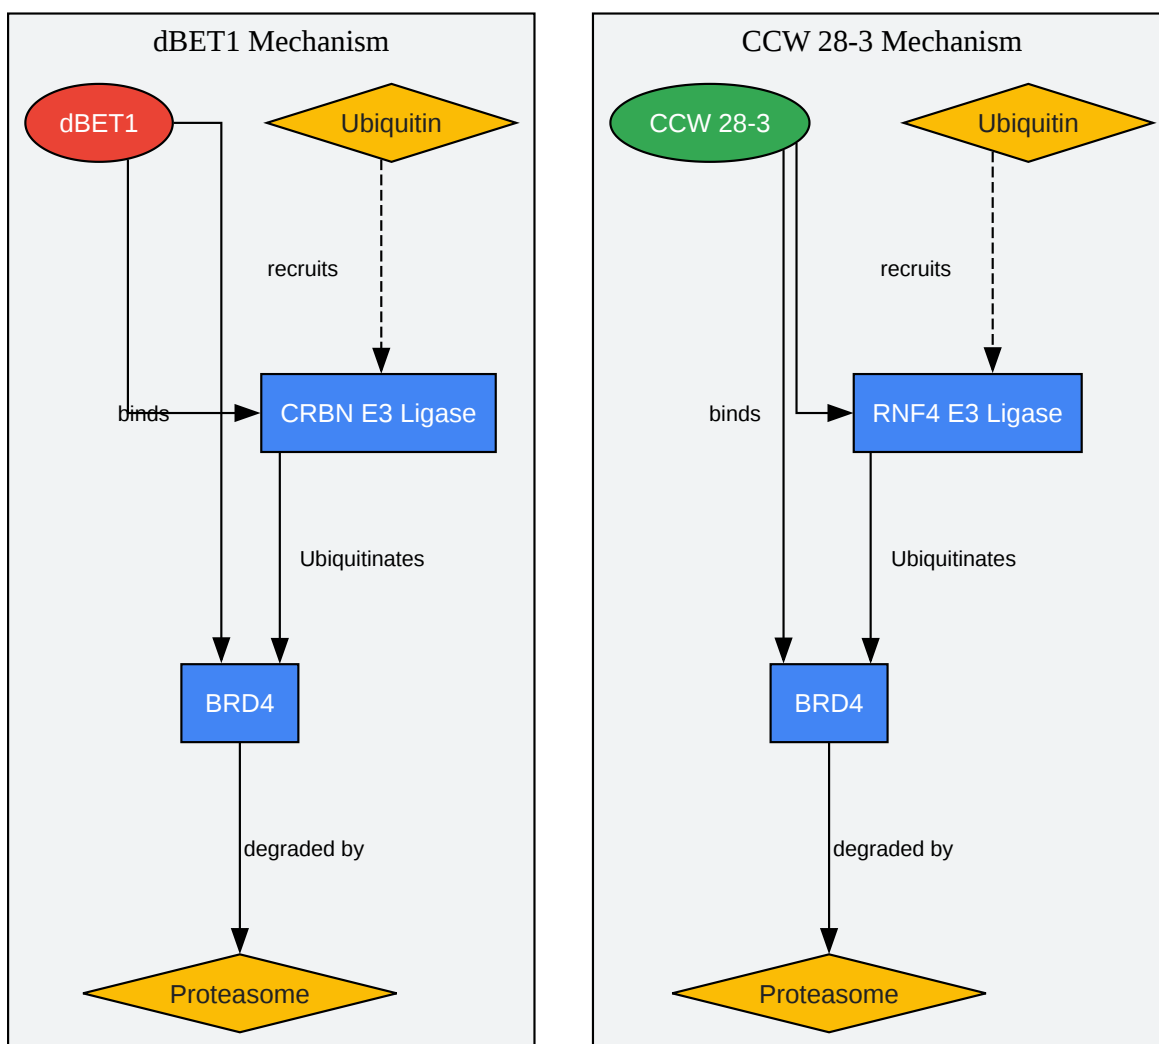 dBET1 Mechanism
dBET1
Ubiquitin
recruits
binds
CRBN E3 Ligase
Ubiquitinates
BRD4
degraded by
Proteasome
CCW 28-3 Mechanism
CCW 28-3
Ubiquitin
recruits
binds
RNF4 E3 Ligase
Ubiquitinates
BRD4
degraded by
Proteasome